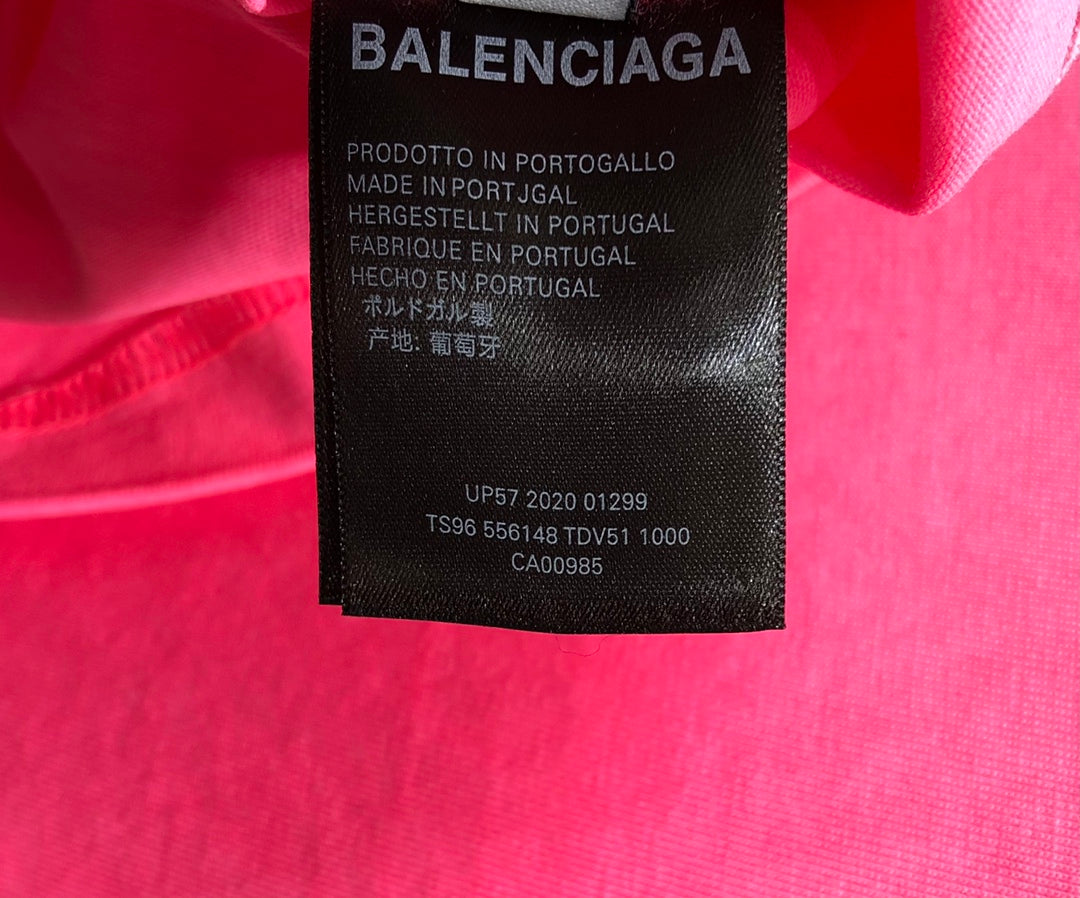 BALENCIAGA
PRODOTTO IN PORTOGALLO
MADE IN PORTJGAL
HERGESTELLT IN PORTUGAL
FABRIQUE EN PORTUGAL
HECHO EN PORTUGAL
ポルドガル製
产地: 葡萄牙
UP57 2020 01299
TS96 556148 TDV51 1000
CA00985